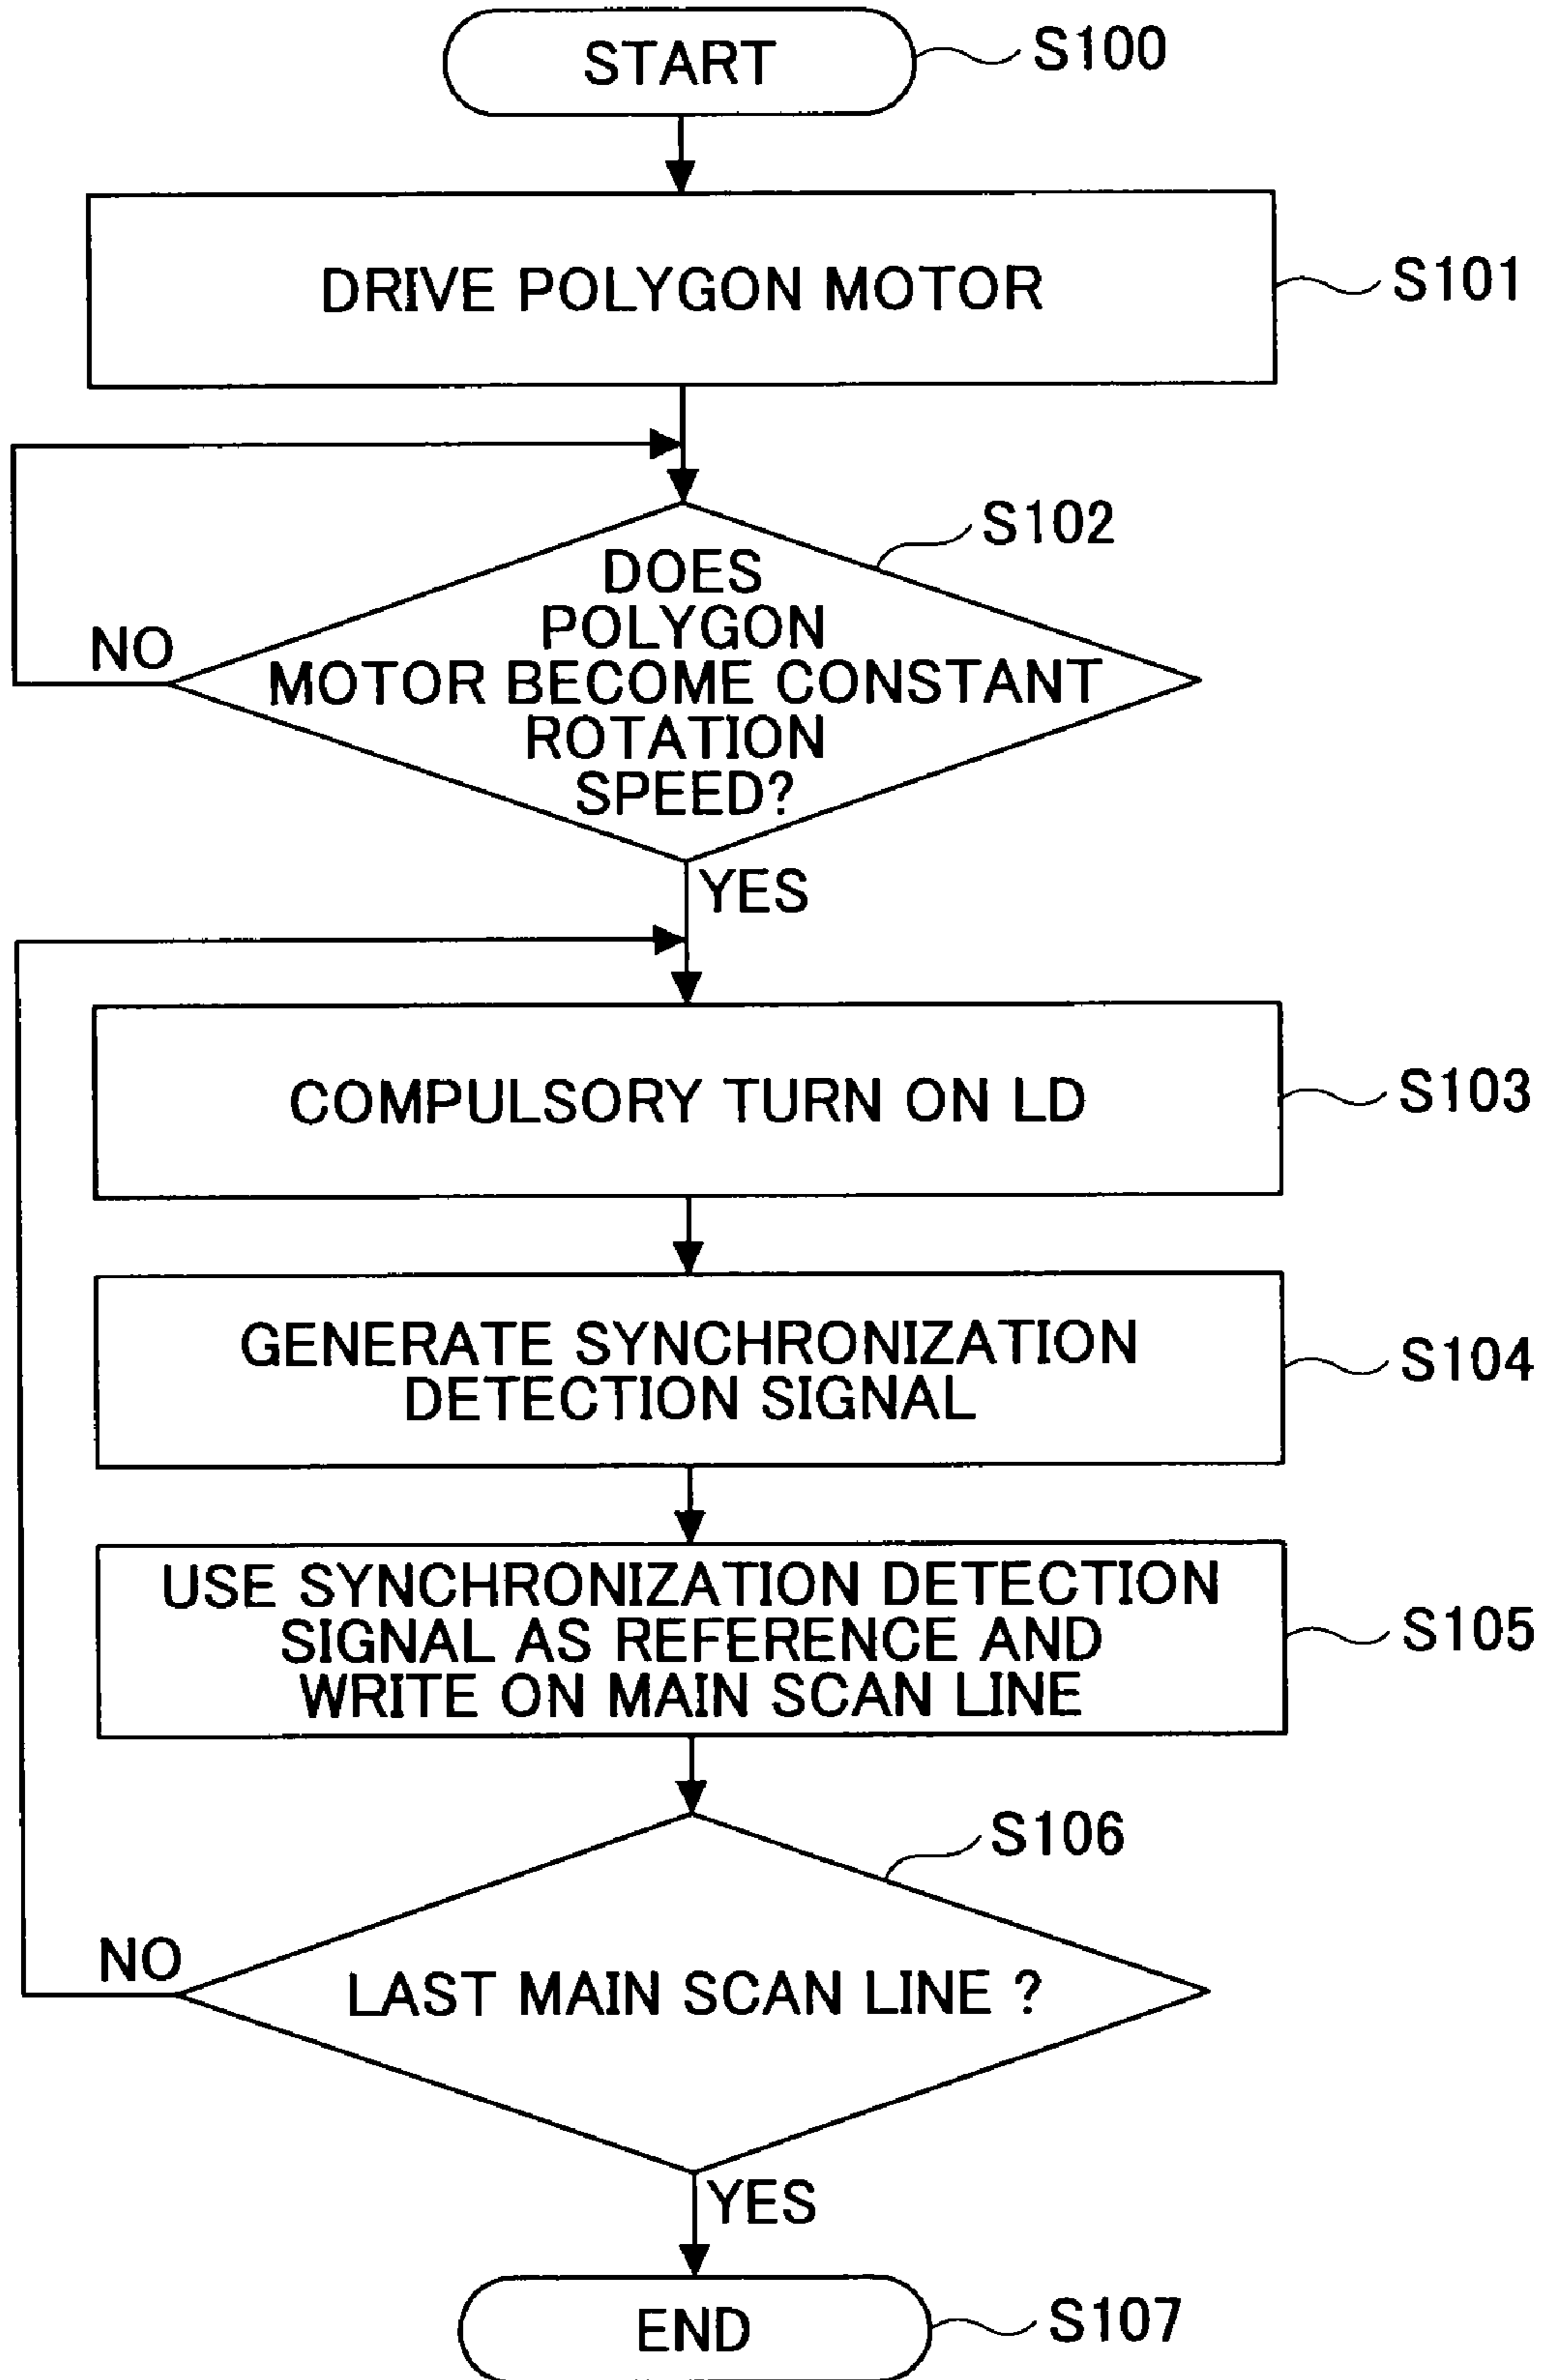 START
S100
DRIVE POLYGON MOTOR
S101
S102
DOES
POLYGON
MOTOR BECOME CONSTANT
ROTATION
SPEED?
NO
YES
COMPULSORY TURN ON LD
S103
GENERATE SYNCHRONIZATION
DETECTION SIGNAL
S104
USE SYNCHRONIZATION DETECTION
SIGNAL AS REFERENCE AND
WRITE ON MAIN SCAN LINE
S105
S106
LAST MAIN SCAN LINE ?
NO
YES
END
S107